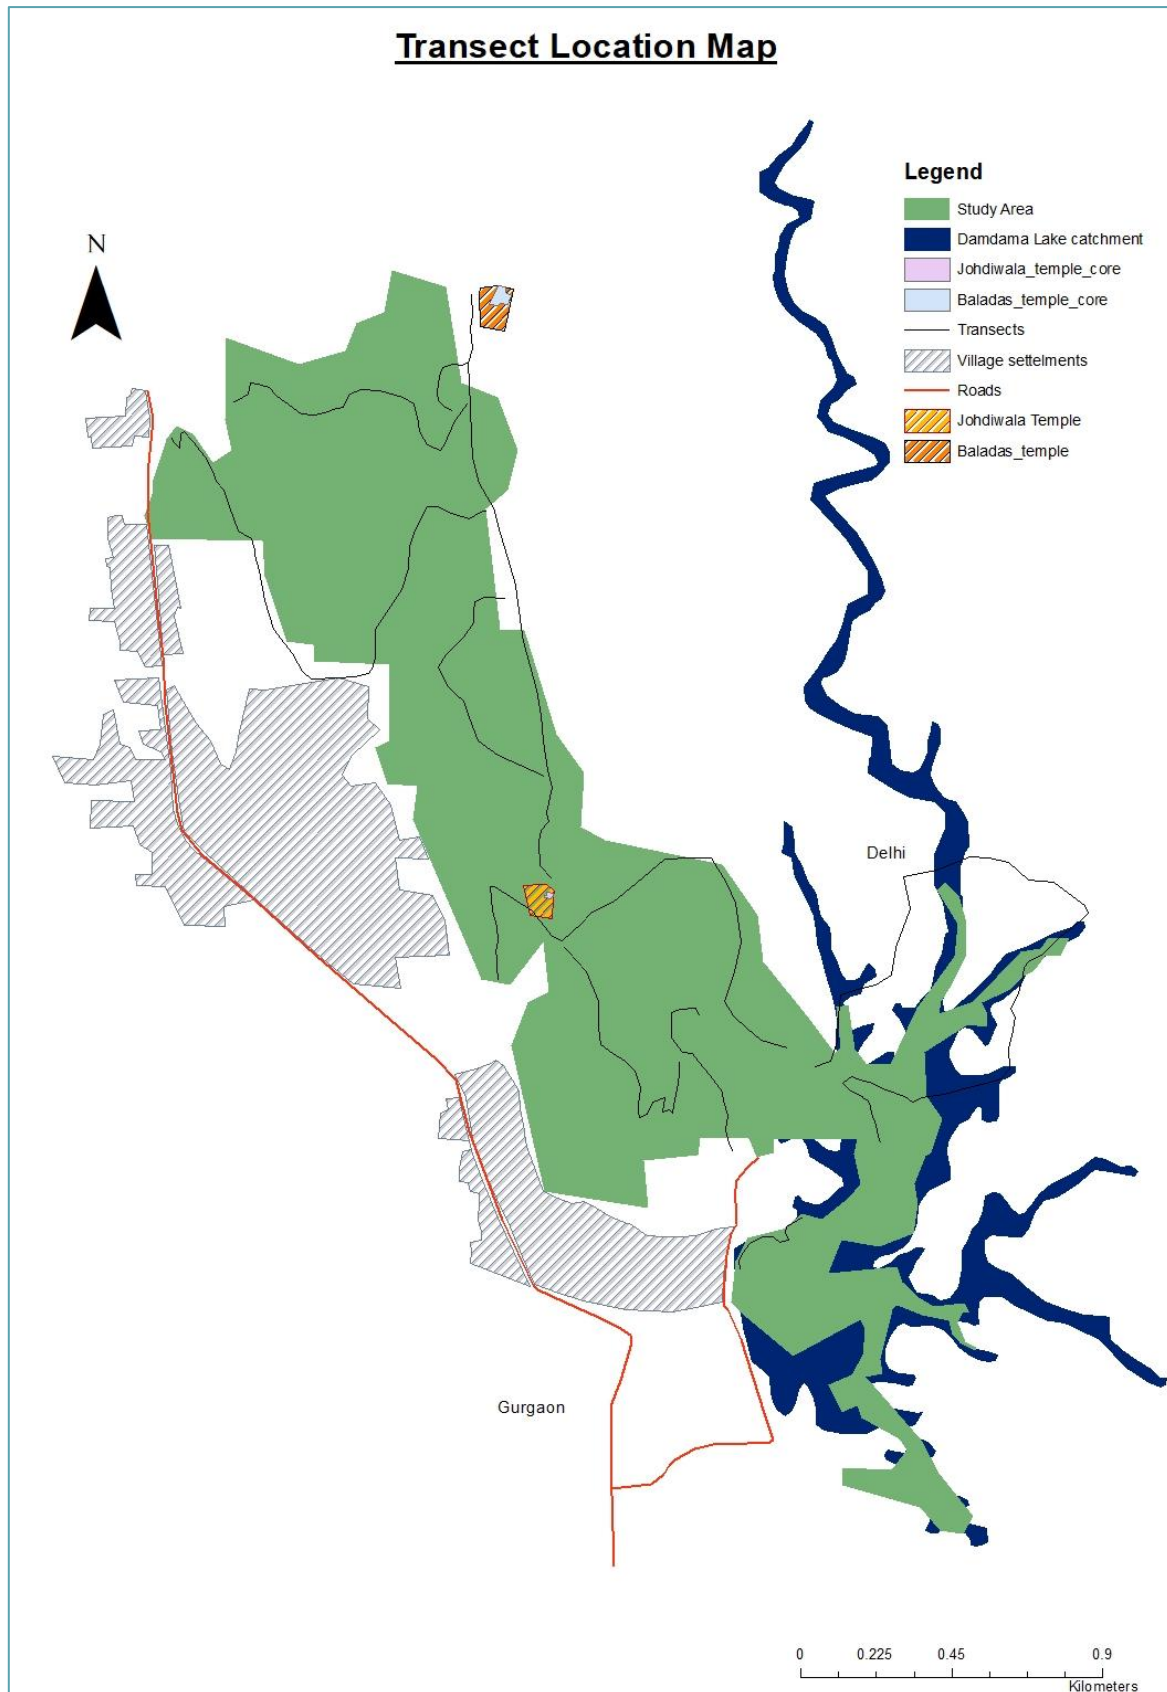 Transect Location Map
Legend
Study Area
Damdama Lake catchment
Johdiwala_temple_core
Baladas_temple_core
Transects
Village settelments
Roads
Johdiwala Temple
Baladas_temple
N
Delhi
Gurgaon
0 0.225 0.45 0.9
Kilometers